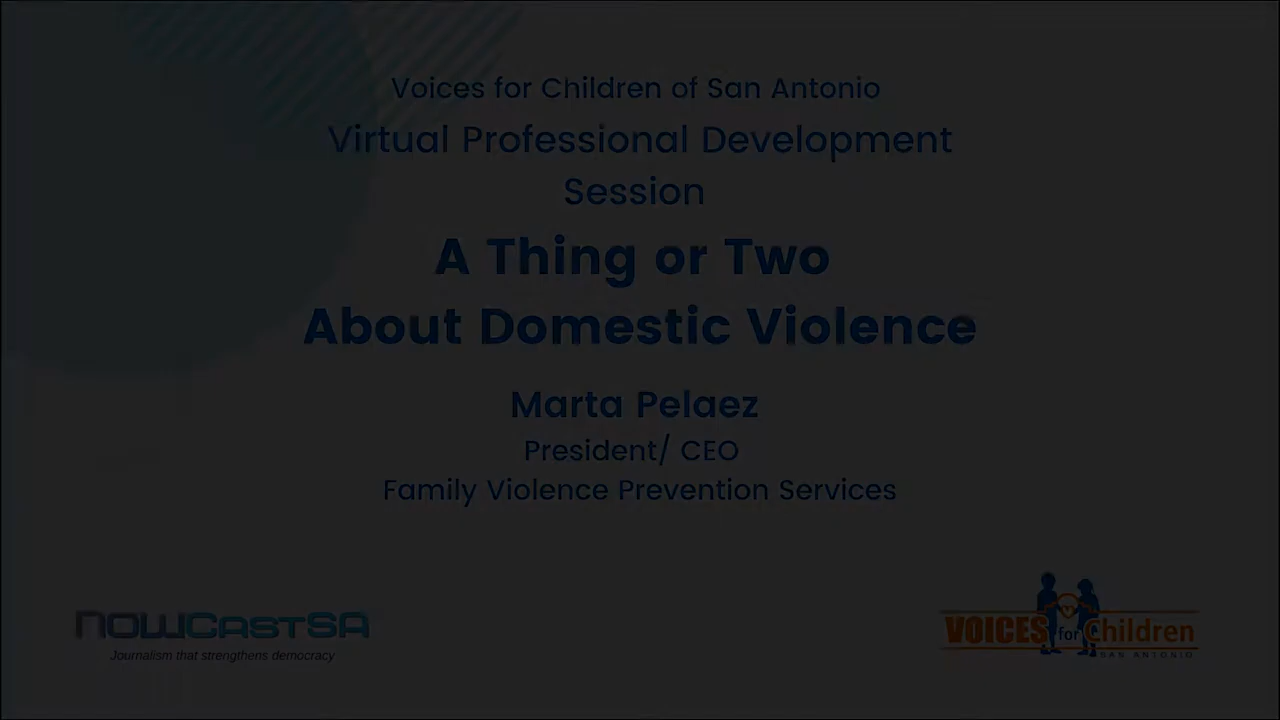 Voices for Children of San Antonio
Virtual Professional Development
Session
A Thing or Two
About Domestic Violence
Marta Pelaez
President/ CEO
Family Violence Prevention Services
NOWCastSA
Journalism that strengthens democracy
VOICES for Children
SAN ANTONIO